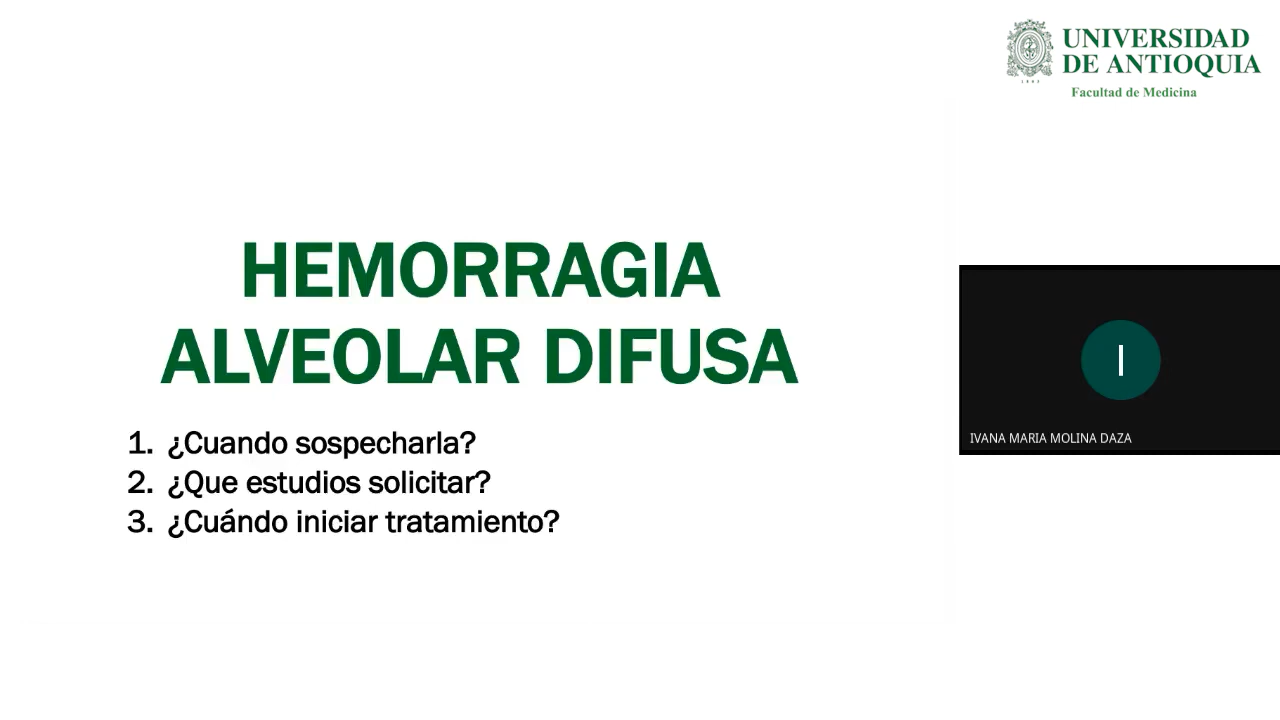 UNIVERSIDAD
DE ANTIOQUIA
1803
Facultad de Medicina
HEMORRAGIA
ALVEOLAR DIFUSA
1. ¿Cuando sospecharla?
2. ¿Que estudios solicitar?
3. ¿Cuándo iniciar tratamiento?
I
IVANA MARIA MOLINA DAZA